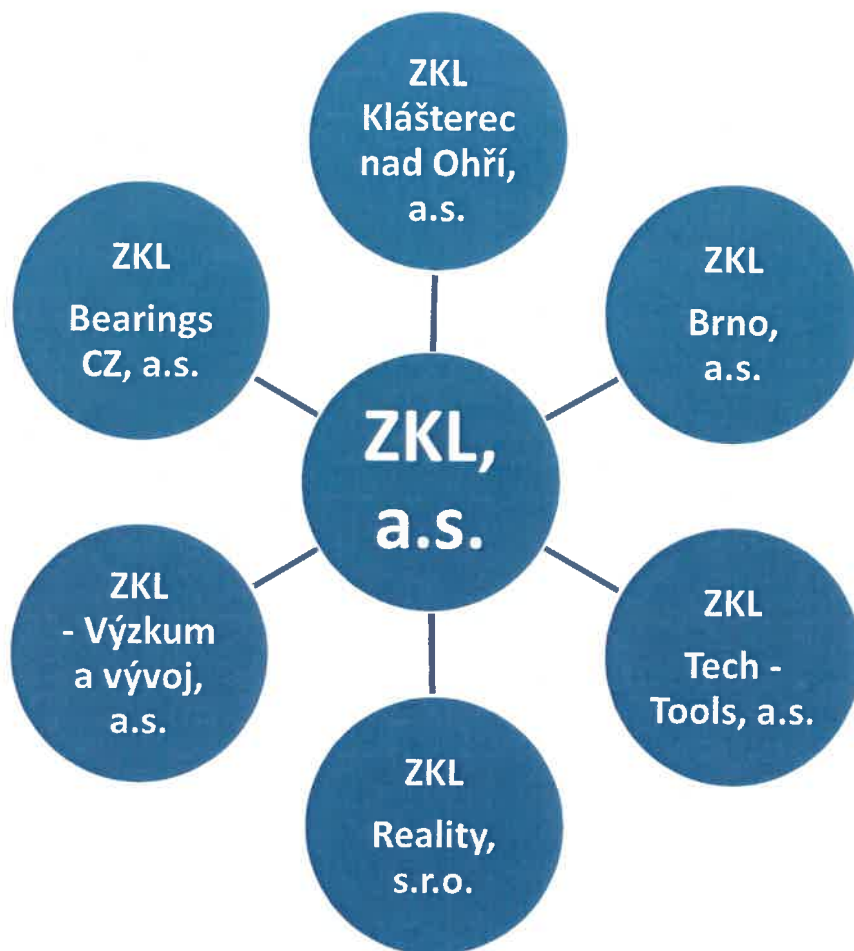 ZKL
Klášterec
nad Ohří,
a.s.
ZKL
Bearings
CZ, a.s.
ZKL
Brno,
a.s.
ZKL,
a.s.
ZKL
- Výzkum
a vývoj,
a.s.
ZKL
Tech -
Tools, a.s.
ZKL
Reality,
s.r.o.